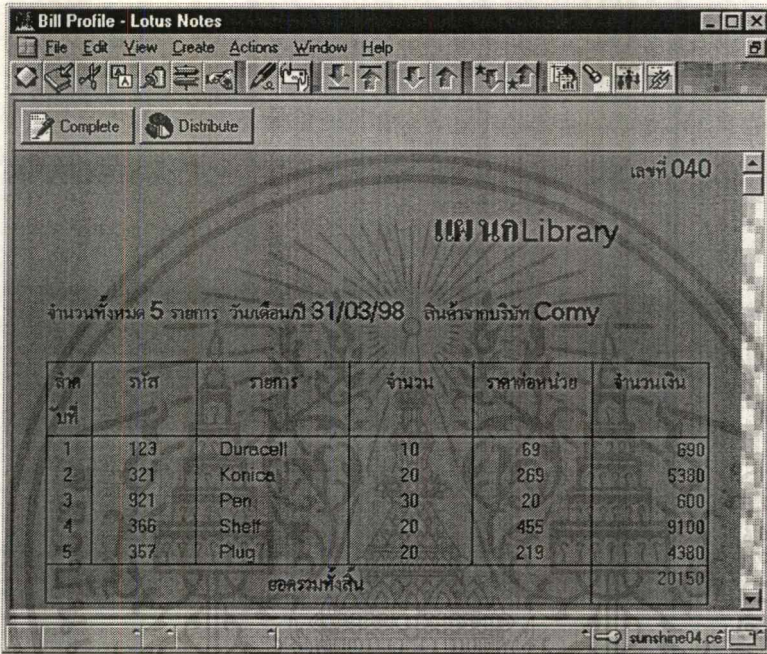 Bill Profile - Lotus Notes
File Edit View Create Actions Window Help
Complete Distribute
เลขที่ 040
แผนกLibrary
จำนวนทั้งหมด 5 รายการ วัน/เดือน/ปี 31/03/98 สินค้าจากบริษัท Comy
ลำดับที่ รหัส รายการ จำนวน ราคาต่อหน่วย จำนวนเงิน
1 123 Duracell 10 69 690
2 321 Konica 20 269 5380
3 921 Pen 30 20 600
4 366 Shelf 20 455 9100
5 357 Plug 20 219 4380
ยอดรวมทั้งสิ้น 20150